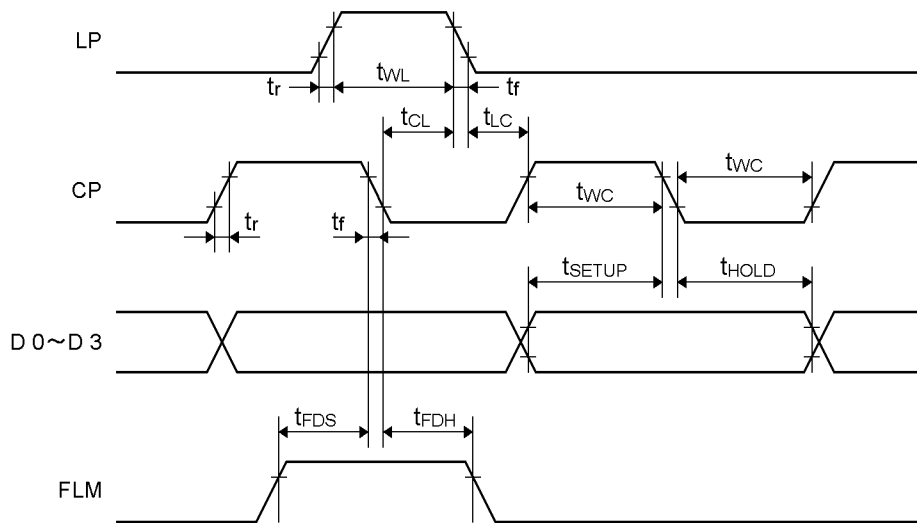 LP
tr
tWL
tf
tCL
tLC
CP
tWC
tWC
tr
tf
tSETUP
tHOLD
D 0～D 3
tFDS
tFDH
FLM